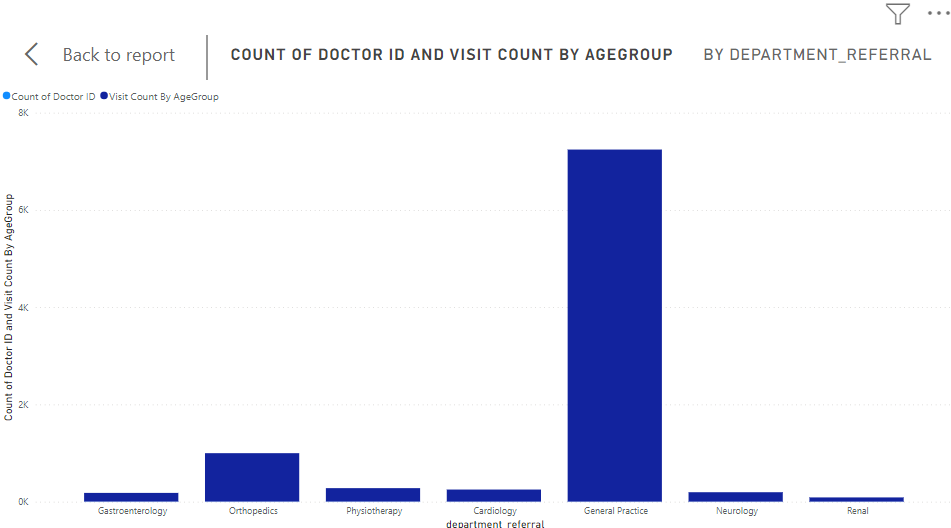 Back to report
COUNT OF DOCTOR ID AND VISIT COUNT BY AGEGROUP
BY DEPARTMENT_REFERRAL
Count of Doctor ID
Visit Count By AgeGroup
Count of Doctor ID and Visit Count By AgeGroup
8K
6K
4K
2K
0K
Gastroenterology
Orthopedics
Physiotherapy
Cardiology
General Practice
Neurology
Renal
department_referral